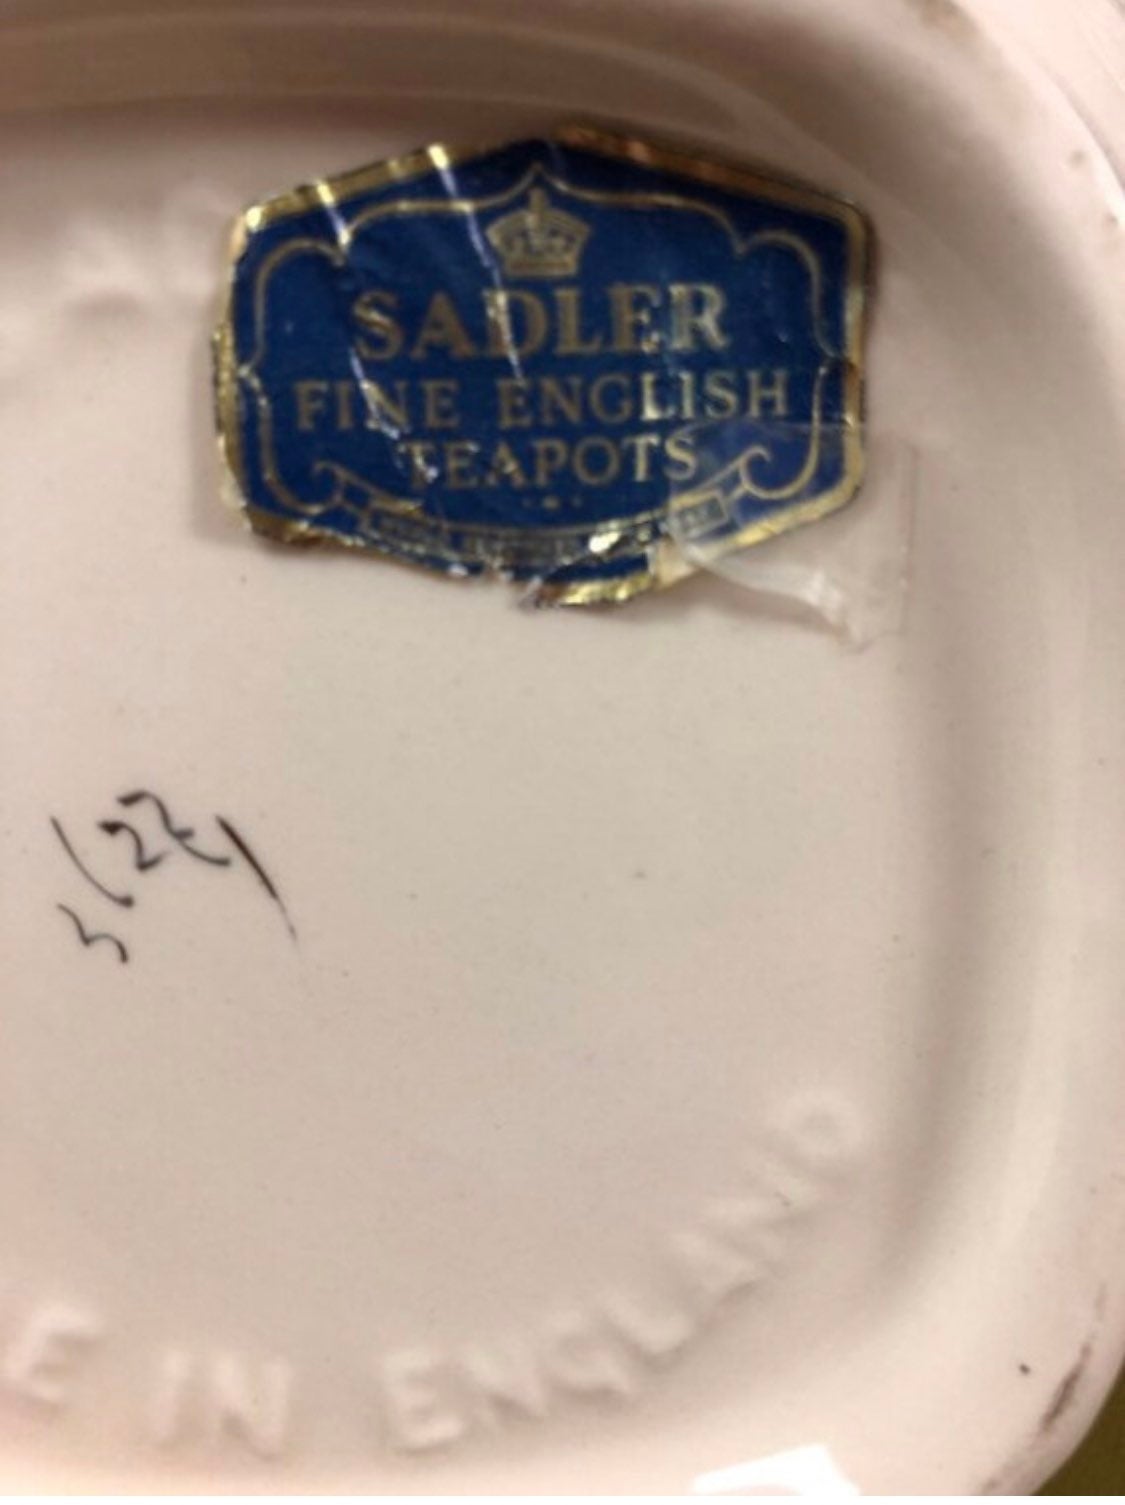 SADLER
FINE ENGLISH
TEAPOTS
E IN ENGLAND